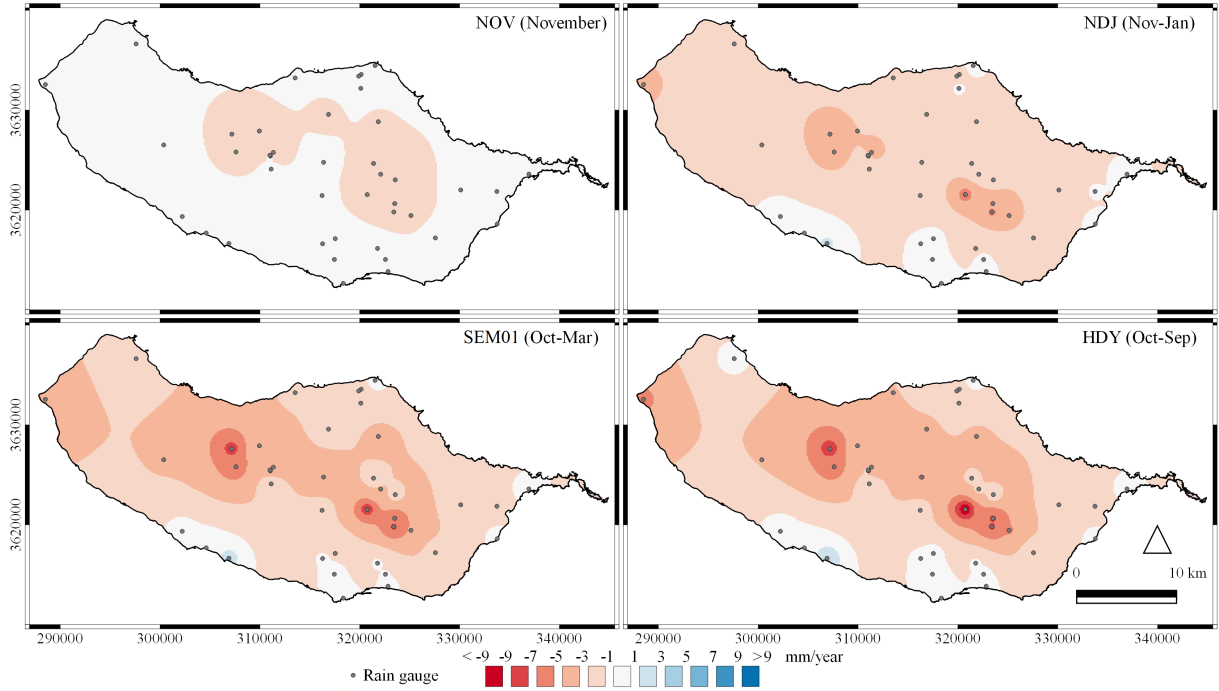 NOV (November)
NDJ (Nov-Jan)
3630000
3620000
SEM01 (Oct-Mar)
HDY (Oct-Sep)
3630000
3620000
0 10 km
290000 300000 310000 320000 330000 340000
290000 300000 310000 320000 330000 340000
< -9 -9 -7 -5 -3 -1 1 3 5 7 9 >9 mm/year
Rain gauge